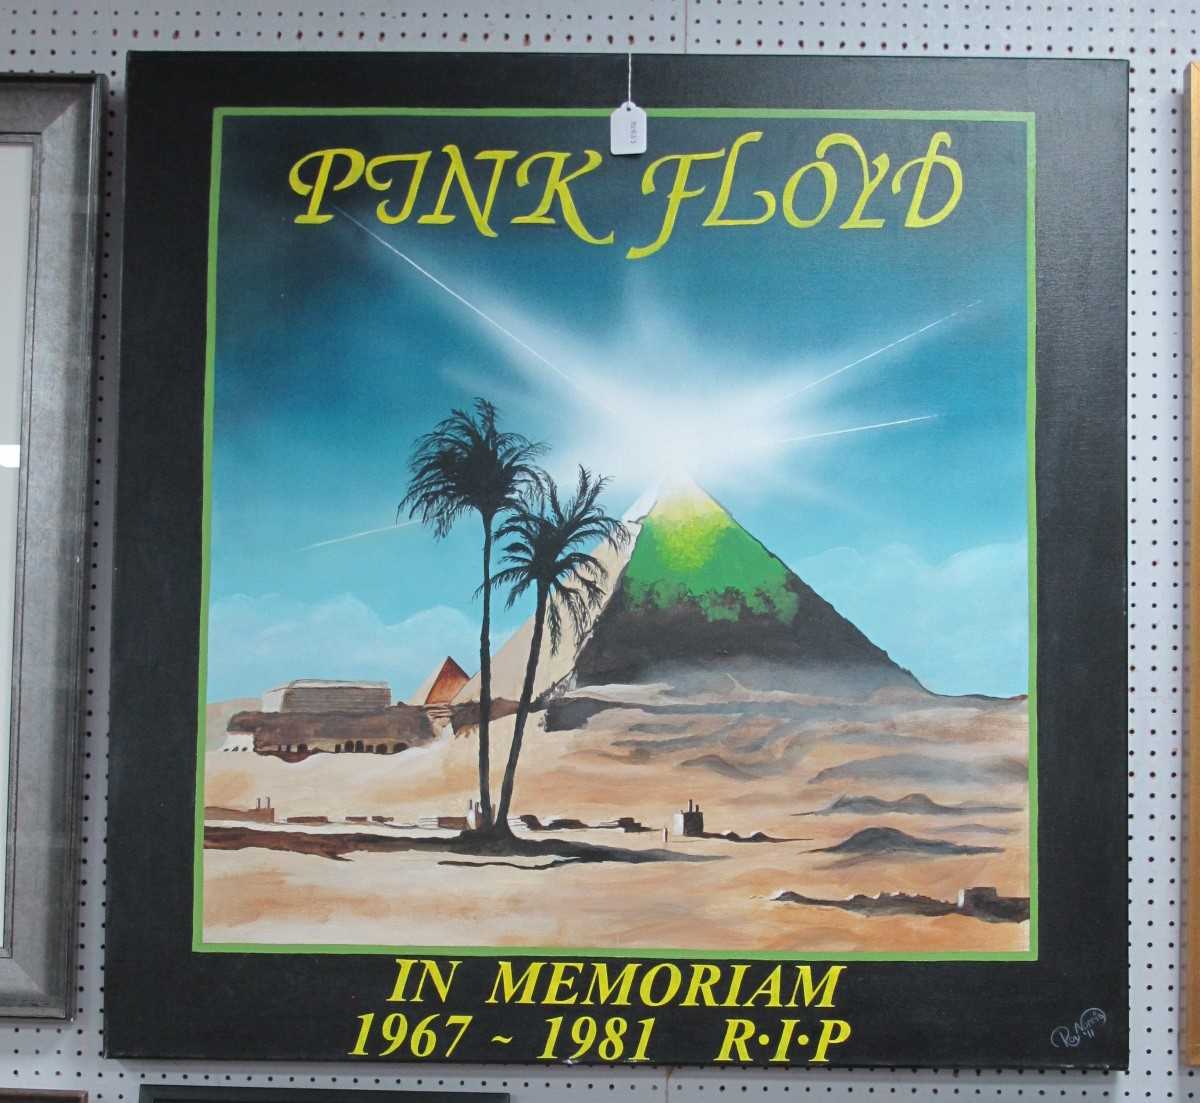 PINK FLOYD
IN MEMORIAM
1967 ~ 1981 R·I·P